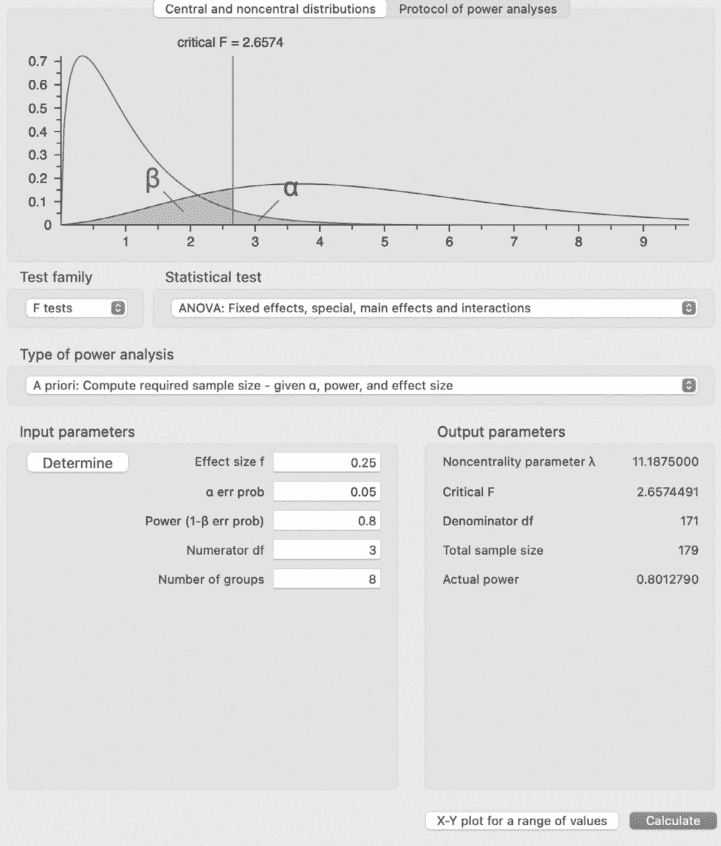 Central and noncentral distributions Protocol of power analyses
critical F = 2.6574
0.7
0.6
0.5
0.4
0.3
0.2
0.1
0
β
α
1 2 3 4 5 6 7 8 9
Test family Statistical test
F tests ANOVA: Fixed effects, special, main effects and interactions
Type of power analysis
A priori: Compute required sample size - given α, power, and effect size
Input parameters Output parameters
Determine Effect size f 0.25 Noncentrality parameter λ 11.1875000
α err prob 0.05 Critical F 2.6574491
Power (1-β err prob) 0.8 Denominator df 171
Numerator df 3 Total sample size 179
Number of groups 8 Actual power 0.8012790
X-Y plot for a range of values Calculate